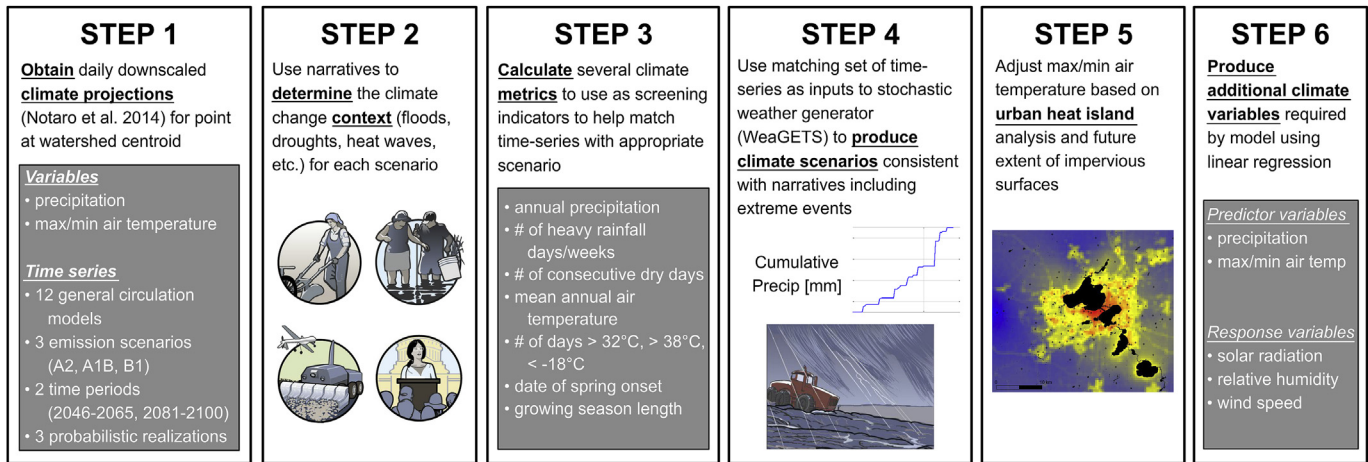 STEP 1
Obtain daily downscaled
climate projections
(Notaro et al. 2014) for point
at watershed centroid
Variables
• precipitation
• max/min air temperature
Time series
• 12 general circulation
models
• 3 emission scenarios
(A2, A1B, B1)
• 2 time periods
(2046-2065, 2081-2100)
• 3 probabilistic realizations
STEP 2
Use narratives to
determine the climate
change context (floods,
droughts, heat waves,
etc.) for each scenario
STEP 3
Calculate several climate
metrics to use as screening
indicators to help match
time-series with appropriate
scenario
• annual precipitation
• # of heavy rainfall
days/weeks
• # of consecutive dry days
• mean annual air
temperature
• # of days > 32°C, > 38°C,
< -18°C
• date of spring onset
• growing season length
STEP 4
Use matching set of time-
series as inputs to stochastic
weather generator
(WeaGETS) to produce
climate scenarios consistent
with narratives including
extreme events
Cumulative
Precip [mm]
STEP 5
Adjust max/min air
temperature based on
urban heat island
analysis and future
extent of impervious
surfaces
STEP 6
Produce
additional climate
variables required
by model using
linear regression
Predictor variables
• precipitation
• max/min air temp
Response variables
• solar radiation
• relative humidity
• wind speed